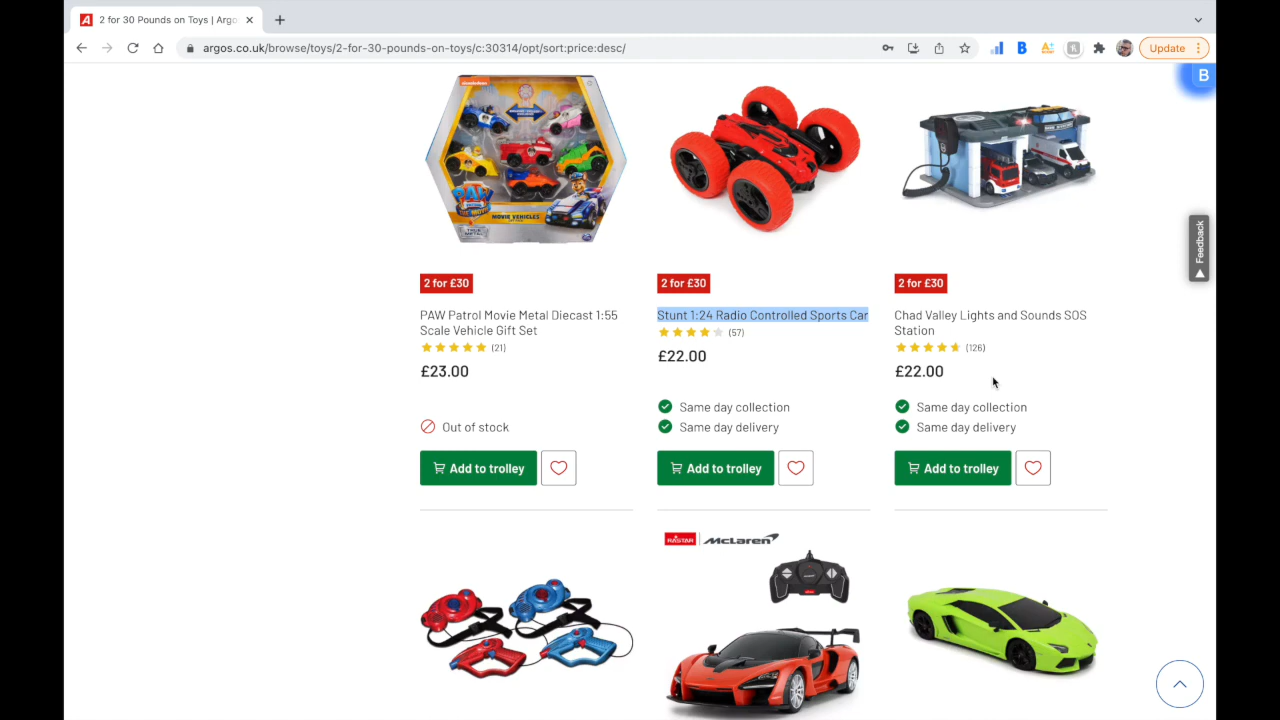 2 for 30 Pounds on Toys | Argo
argos.co.uk/browse/toys/2-for-30-pounds-on-toys/c:30314/opt/sort:price:desc/
Update
B
Feedback
MOVIE VEHICLES
2 for £30
2 for £30
2 for £30
PAW Patrol Movie Metal Diecast 1:55
Scale Vehicle Gift Set
(21)
£23.00
Out of stock
Add to trolley
Stunt 1:24 Radio Controlled Sports Car
(57)
£22.00
Same day collection
Same day delivery
Add to trolley
Chad Valley Lights and Sounds SOS
Station
(126)
£22.00
Same day collection
Same day delivery
Add to trolley
RASTAR McLaren